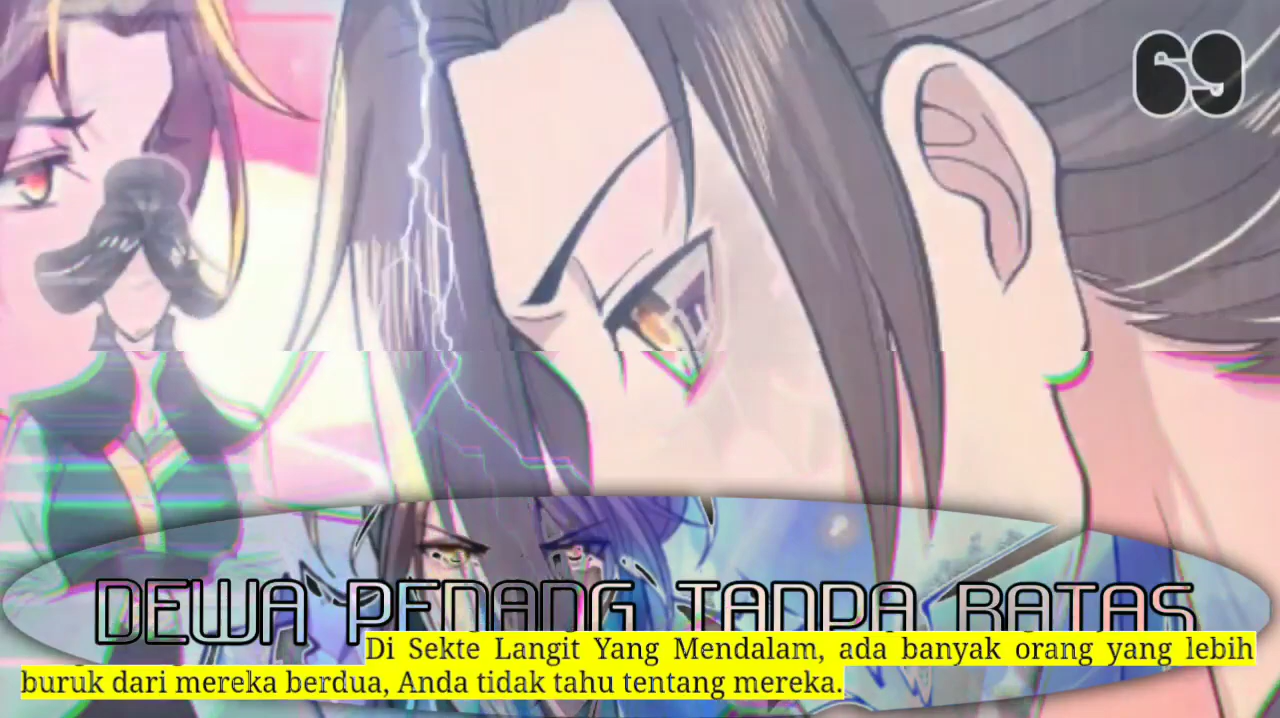 69
DEWA PENANG TANPA BATAS
Di Sekte Langit Yang Mendalam, ada banyak orang yang lebih
buruk dari mereka berdua, Anda tidak tahu tentang mereka.